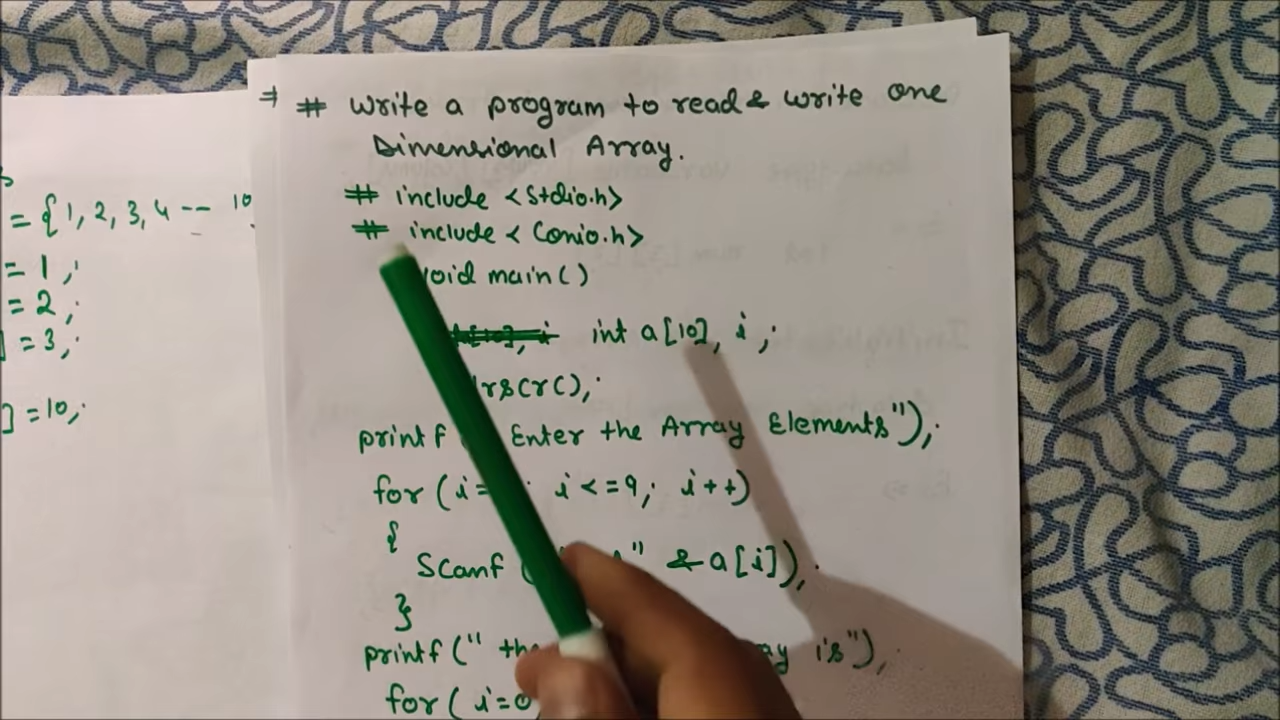 = {1, 2, 3, 4 -- 10
= 1;
= 2;
] = 3;
] = 10;
⇒ # Write a program to read & write one
Dimensional Array.
# include <Stdio.h>
# include < Conio.h>
void main()
int a[10], i;
printf Enter the Array Elements");
for (i= ; i<=9; i++)
{
Scanf ( " &a[i]);
}
printf(" the is");
for ( i=0